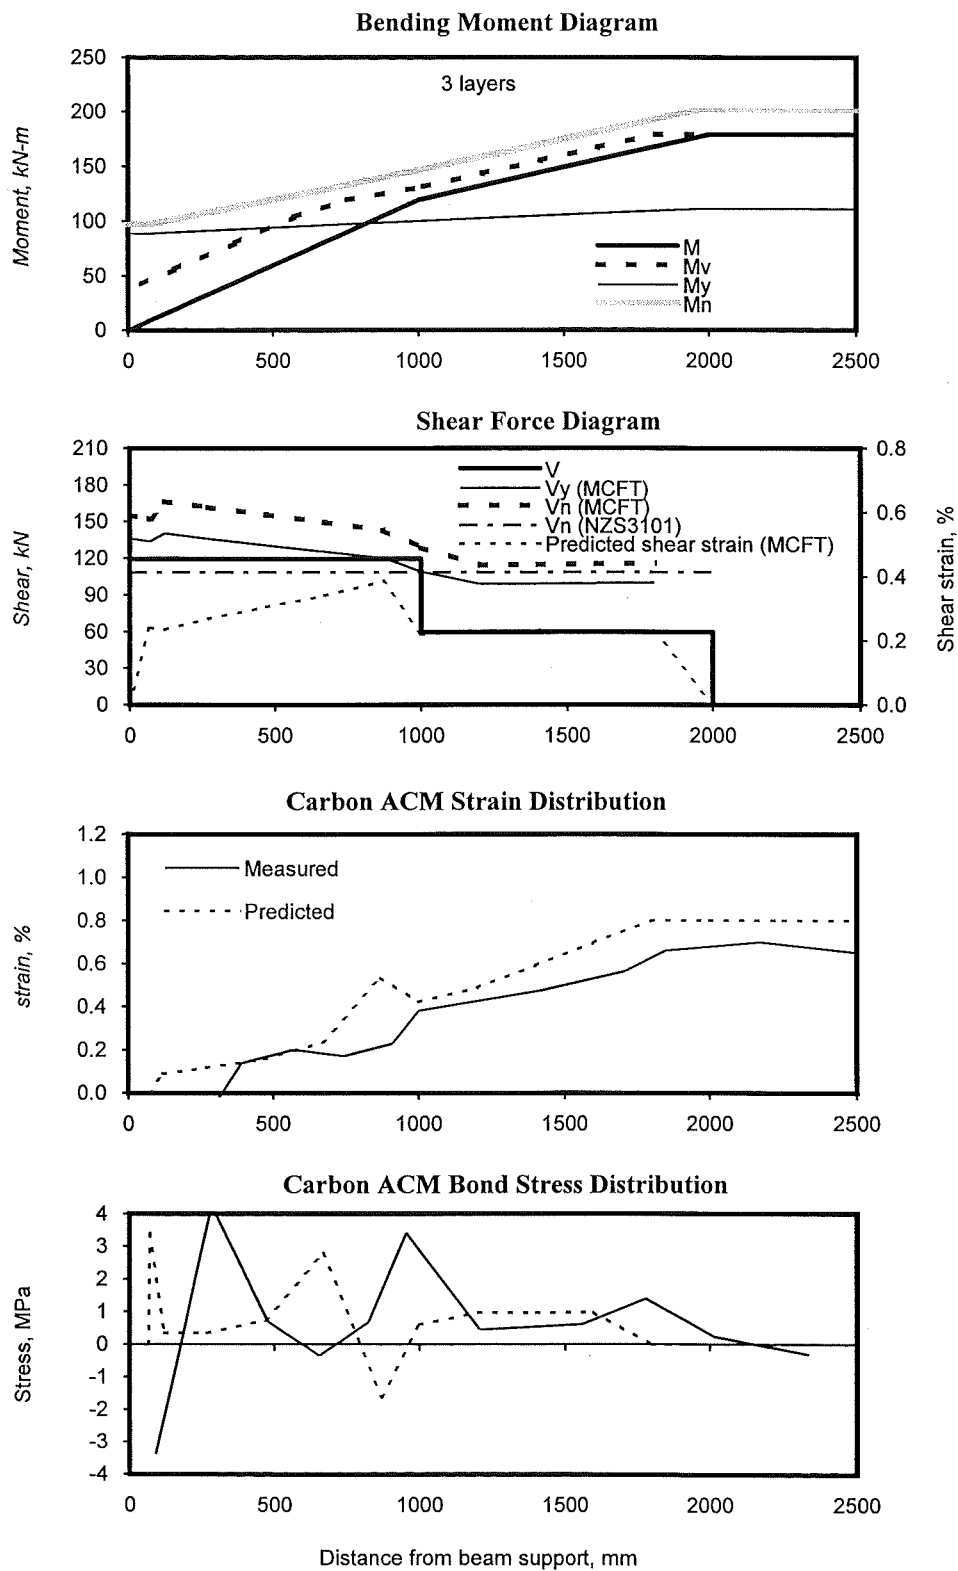 Bending Moment Diagram
250
200
150
100
50
0
Moment, kN-m
3 layers
M
Mv
My
Mn
0 500 1000 1500 2000 2500
Shear Force Diagram
210
180
150
120
90
60
30
0
Shear, kN
V
Vy (MCFT)
Vn (MCFT)
Vn (NZS3101)
Predicted shear strain (MCFT)
0.8
0.6
0.4
0.2
0.0
Shear strain, %
0 500 1000 1500 2000 2500
Carbon ACM Strain Distribution
1.2
1.0
0.8
0.6
0.4
0.2
0.0
strain, %
Measured
Predicted
0 500 1000 1500 2000 2500
Carbon ACM Bond Stress Distribution
4
3
2
1
0
-1
-2
-3
-4
Stress, MPa
0 500 1000 1500 2000 2500
Distance from beam support, mm